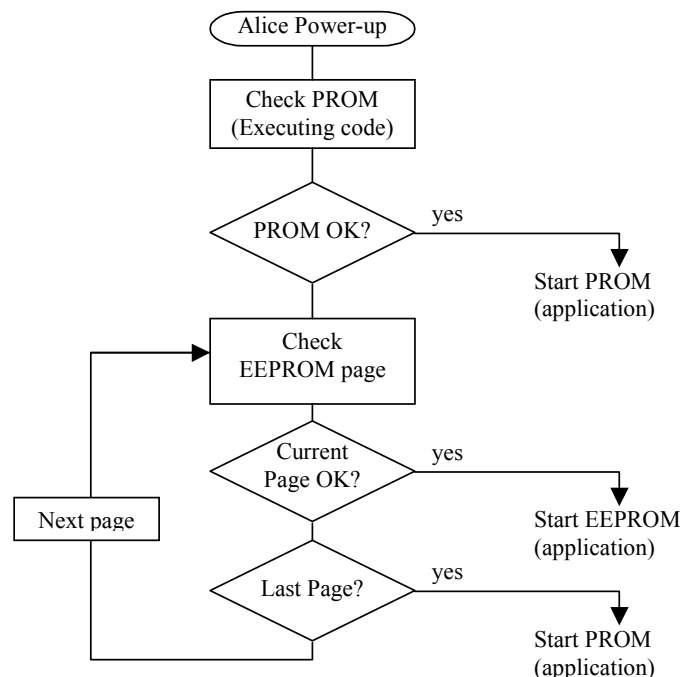 Alice Power-up
Check PROM
(Executing code)
PROM OK?
yes
Start PROM
(application)
Check
EEPROM page
Current
Page OK?
yes
Start EEPROM
(application)
Next page
Last Page?
yes
Start PROM
(application)